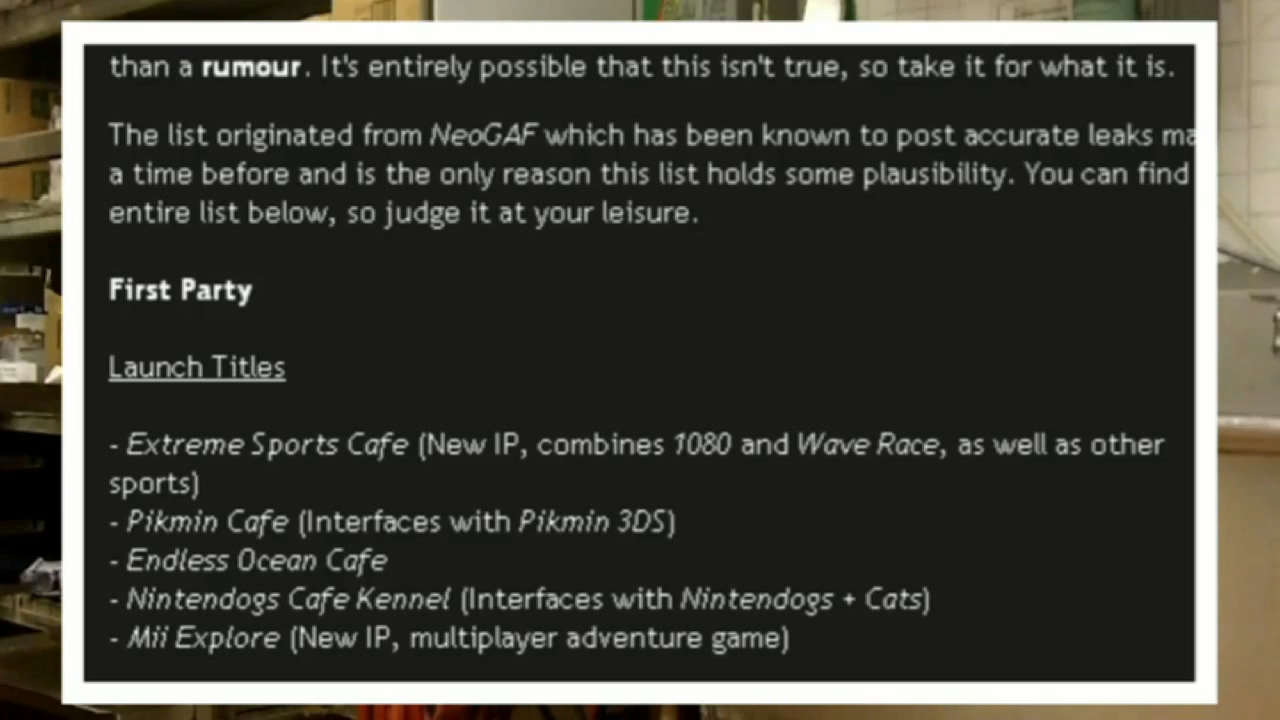 than a rumour. It's entirely possible that this isn't true, so take it for what it is.
The list originated from NeoGAF which has been known to post accurate leaks ma
a time before and is the only reason this list holds some plausibility. You can find
entire list below, so judge it at your leisure.
First Party
Launch Titles
- Extreme Sports Cafe (New IP, combines 1080 and Wave Race, as well as other
sports)
- Pikmin Cafe (Interfaces with Pikmin 3DS)
- Endless Ocean Cafe
- Nintendogs Cafe Kennel (Interfaces with Nintendogs + Cats)
- Mii Explore (New IP, multiplayer adventure game)